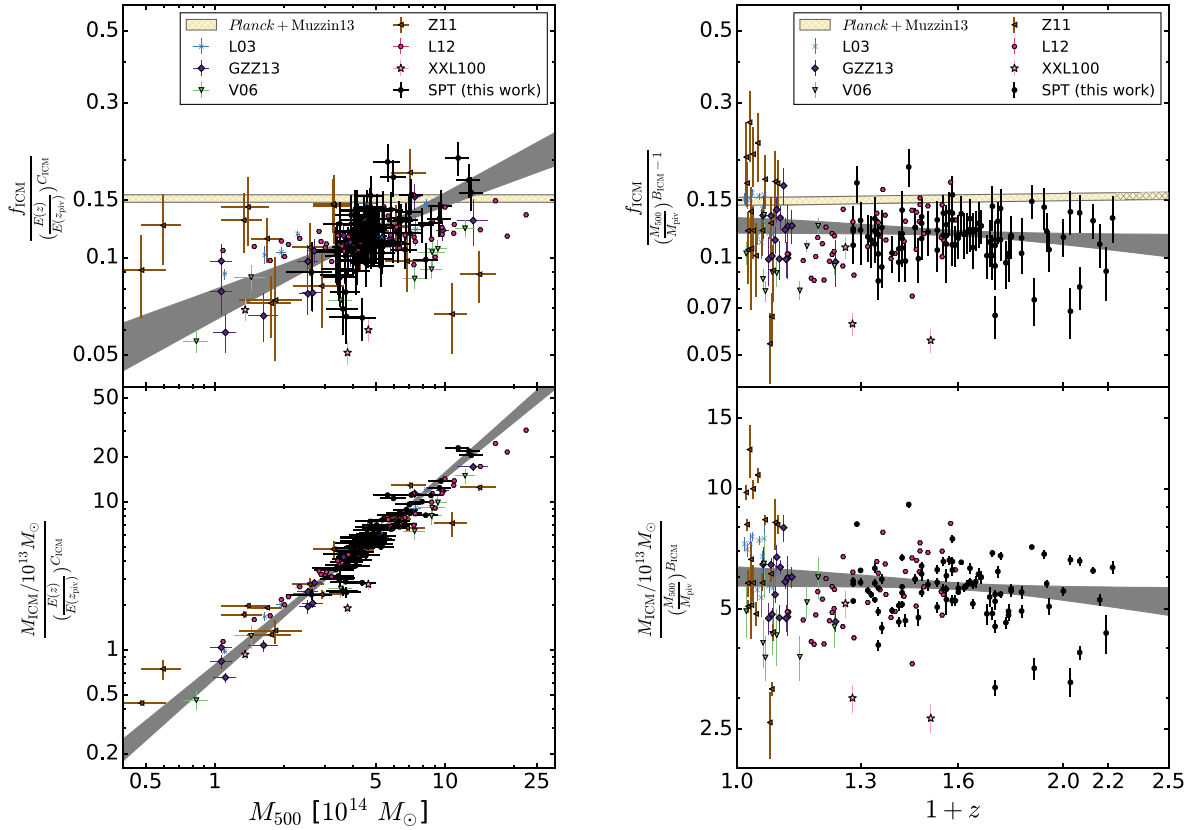 Planck + Muzzin13
L03
GZZ13
V06
Z11
L12
XXL100
SPT (this work)
0.5
0.3
0.15
0.1
0.07
0.05
f_ICM / (E(z)/E(z_piv))^C_ICM
50
20
10
5
1
0.5
0.2
M_ICM/10^13 M_⊙ / (E(z)/E(z_piv))^C_ICM
0.5 1 5 10 25
M_500 [10^14 M_⊙]
Planck + Muzzin13
L03
GZZ13
V06
Z11
L12
XXL100
SPT (this work)
0.5
0.3
0.15
0.1
0.07
0.05
f_ICM / (M_500/M_piv)^B_ICM−1
15
10
5
2.5
M_ICM/10^13 M_⊙ / (M_500/M_piv)^B_ICM
1.0 1.3 1.6 2.0 2.2 2.5
1 + z